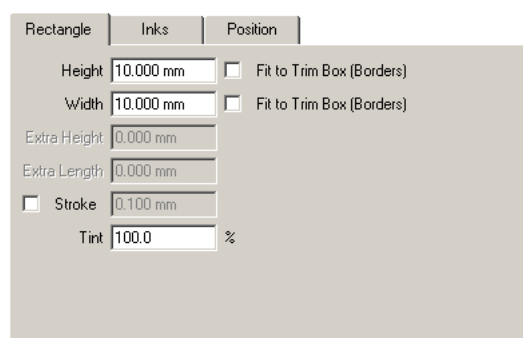 Rectangle Inks Position
Height 10.000 mm Fit to Trim Box (Borders)
Width 10.000 mm Fit to Trim Box (Borders)
Extra Height 0.000 mm
Extra Length 0.000 mm
Stroke 0.100 mm
Tint 100.0 %